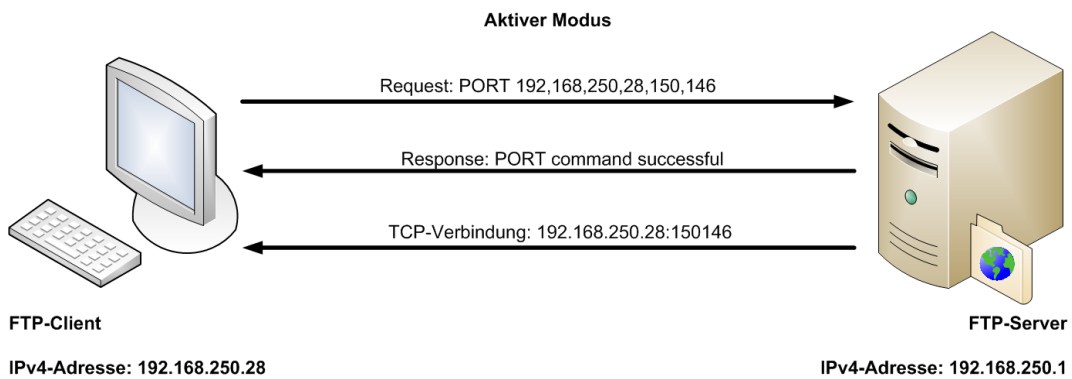 Aktiver Modus
Request: PORT 192,168,250,28,150,146
Response: PORT command successful
TCP-Verbindung: 192.168.250.28:150146
FTP-Client
FTP-Server
IPv4-Adresse: 192.168.250.28
IPv4-Adresse: 192.168.250.1